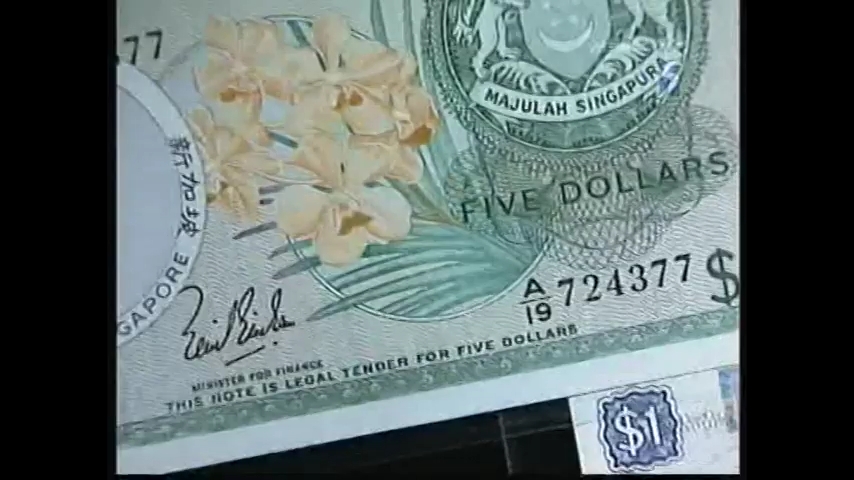 77
MAJULAH SINGAPURA
新加坡
GAPORE
FIVE DOLLARS
A/19 724377 $
MINISTER FOR FINANCE
THIS NOTE IS LEGAL TENDER FOR FIVE DOLLARS
$1